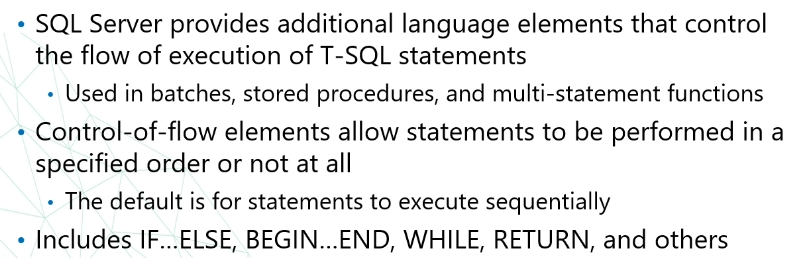 • SQL Server provides additional language elements that control
the flow of execution of T-SQL statements
• Used in batches, stored procedures, and multi-statement functions
• Control-of-flow elements allow statements to be performed in a
specified order or not at all
• The default is for statements to execute sequentially
• Includes IF...ELSE, BEGIN...END, WHILE, RETURN, and others